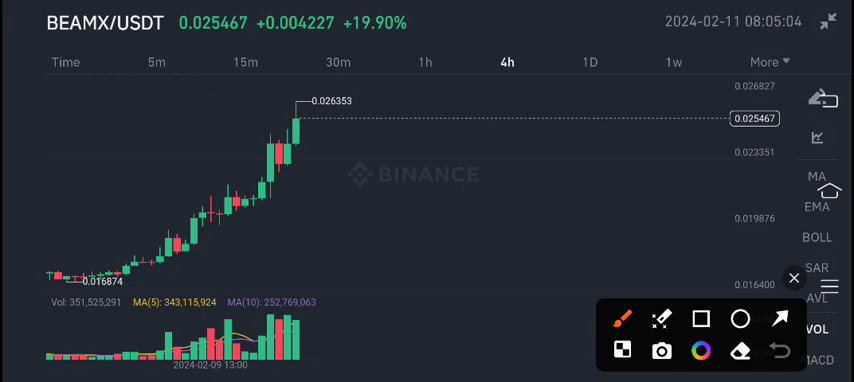 BEAMX/USDT 0.025467 +0.004227 +19.90% 2024-02-11 08:05:04
Time 5m 15m 30m 1h 4h 1D 1w More
0.026827
0.026353
0.025467
0.023351
BINANCE
MA
EMA
0.019876
BOLL
SAR
0.016874
0.016400
AVL
Vol: 351,525,291 MA(5): 343,115,924 MA(10): 252,769,063
VOL
MACD
2024-02-09 13:00